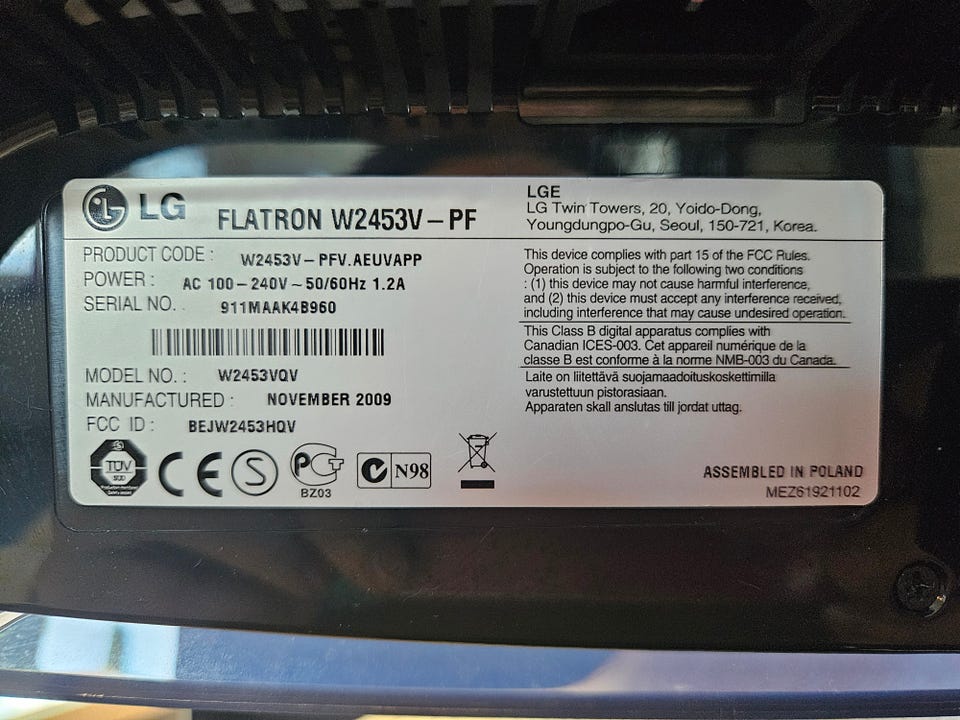 LG
FLATRON W2453V-PF
PRODUCT CODE : W2453V-PFV.AEUVAPP
POWER : AC 100-240V~50/60Hz 1.2A
SERIAL NO. : 911MAAK4B960
MODEL NO. : W2453VQV
MANUFACTURED : NOVEMBER 2009
FCC ID : BEJW2453HQV
TÜV
SÜD
CE
S
PCT
BZ03
N98
LGE
LG Twin Towers, 20, Yoido-Dong,
Youngdungpo-Gu, Seoul, 150-721, Korea.
This device complies with part 15 of the FCC Rules.
Operation is subject to the following two conditions
: (1) this device may not cause harmful interference,
and (2) this device must accept any interference received,
including interference that may cause undesired operation.
This Class B digital apparatus complies with
Canadian ICES-003. Cet appareil numérique de la
classe B est conforme à la norme NMB-003 du Canada.
Laite on liitettävä suojamaadoituskoskettimilla
varustettuun pistorasiaan.
Apparaten skall anslutas till jordat uttag.
ASSEMBLED IN POLAND
MEZ61921102